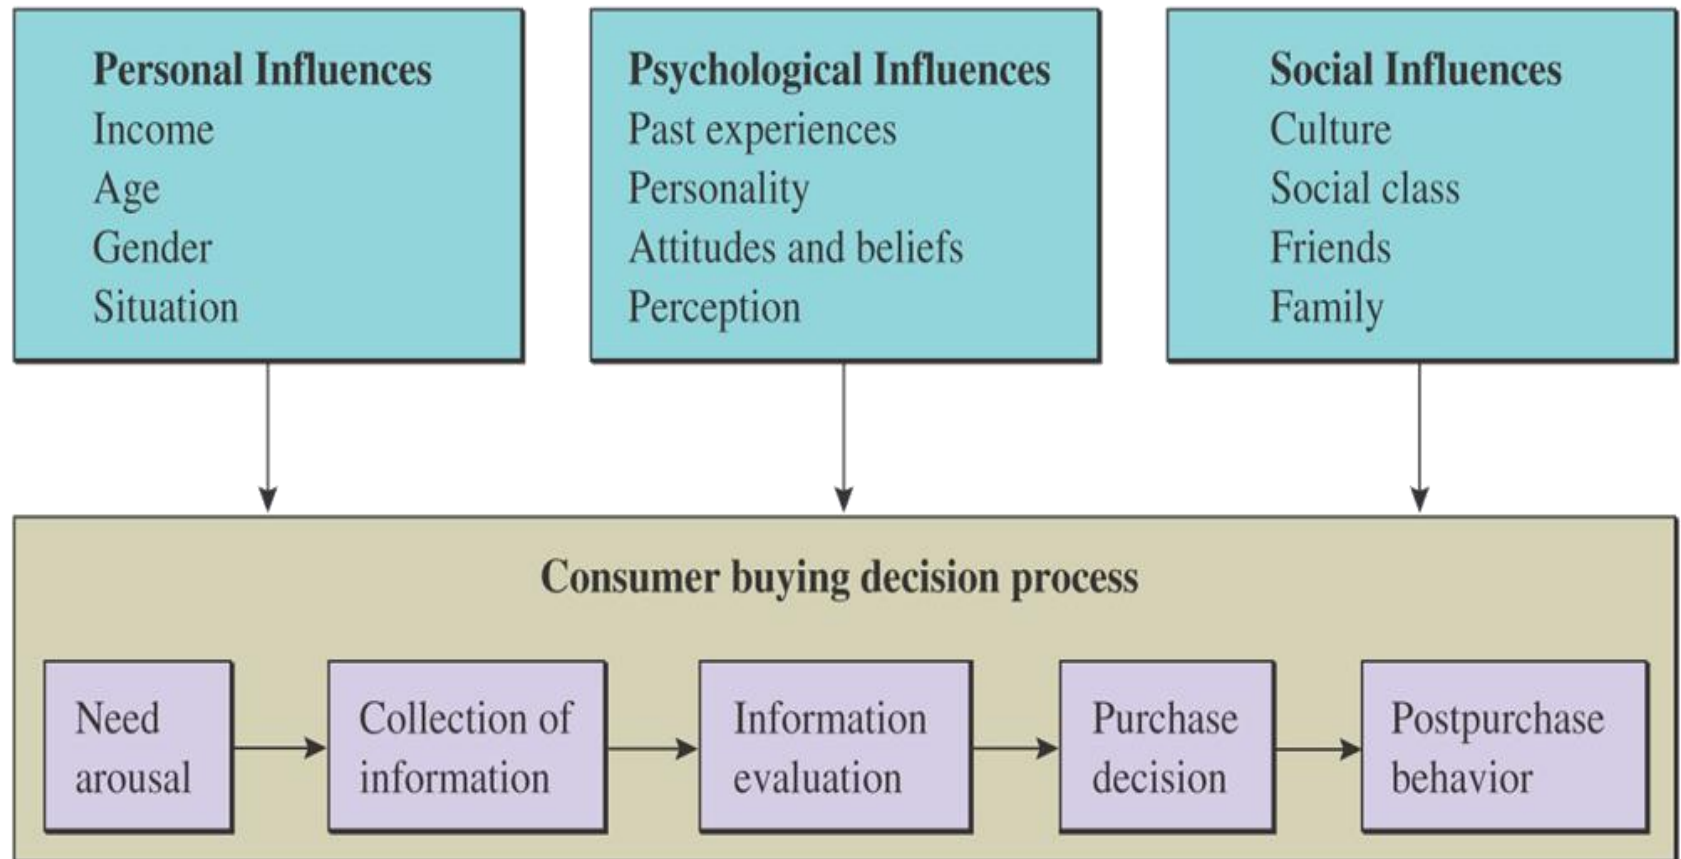 Personal Influences
Income
Age
Gender
Situation
Psychological Influences
Past experiences
Personality
Attitudes and beliefs
Perception
Social Influences
Culture
Social class
Friends
Family
Consumer buying decision process
Need
arousal
Collection of
information
Information
evaluation
Purchase
decision
Postpurchase
behavior